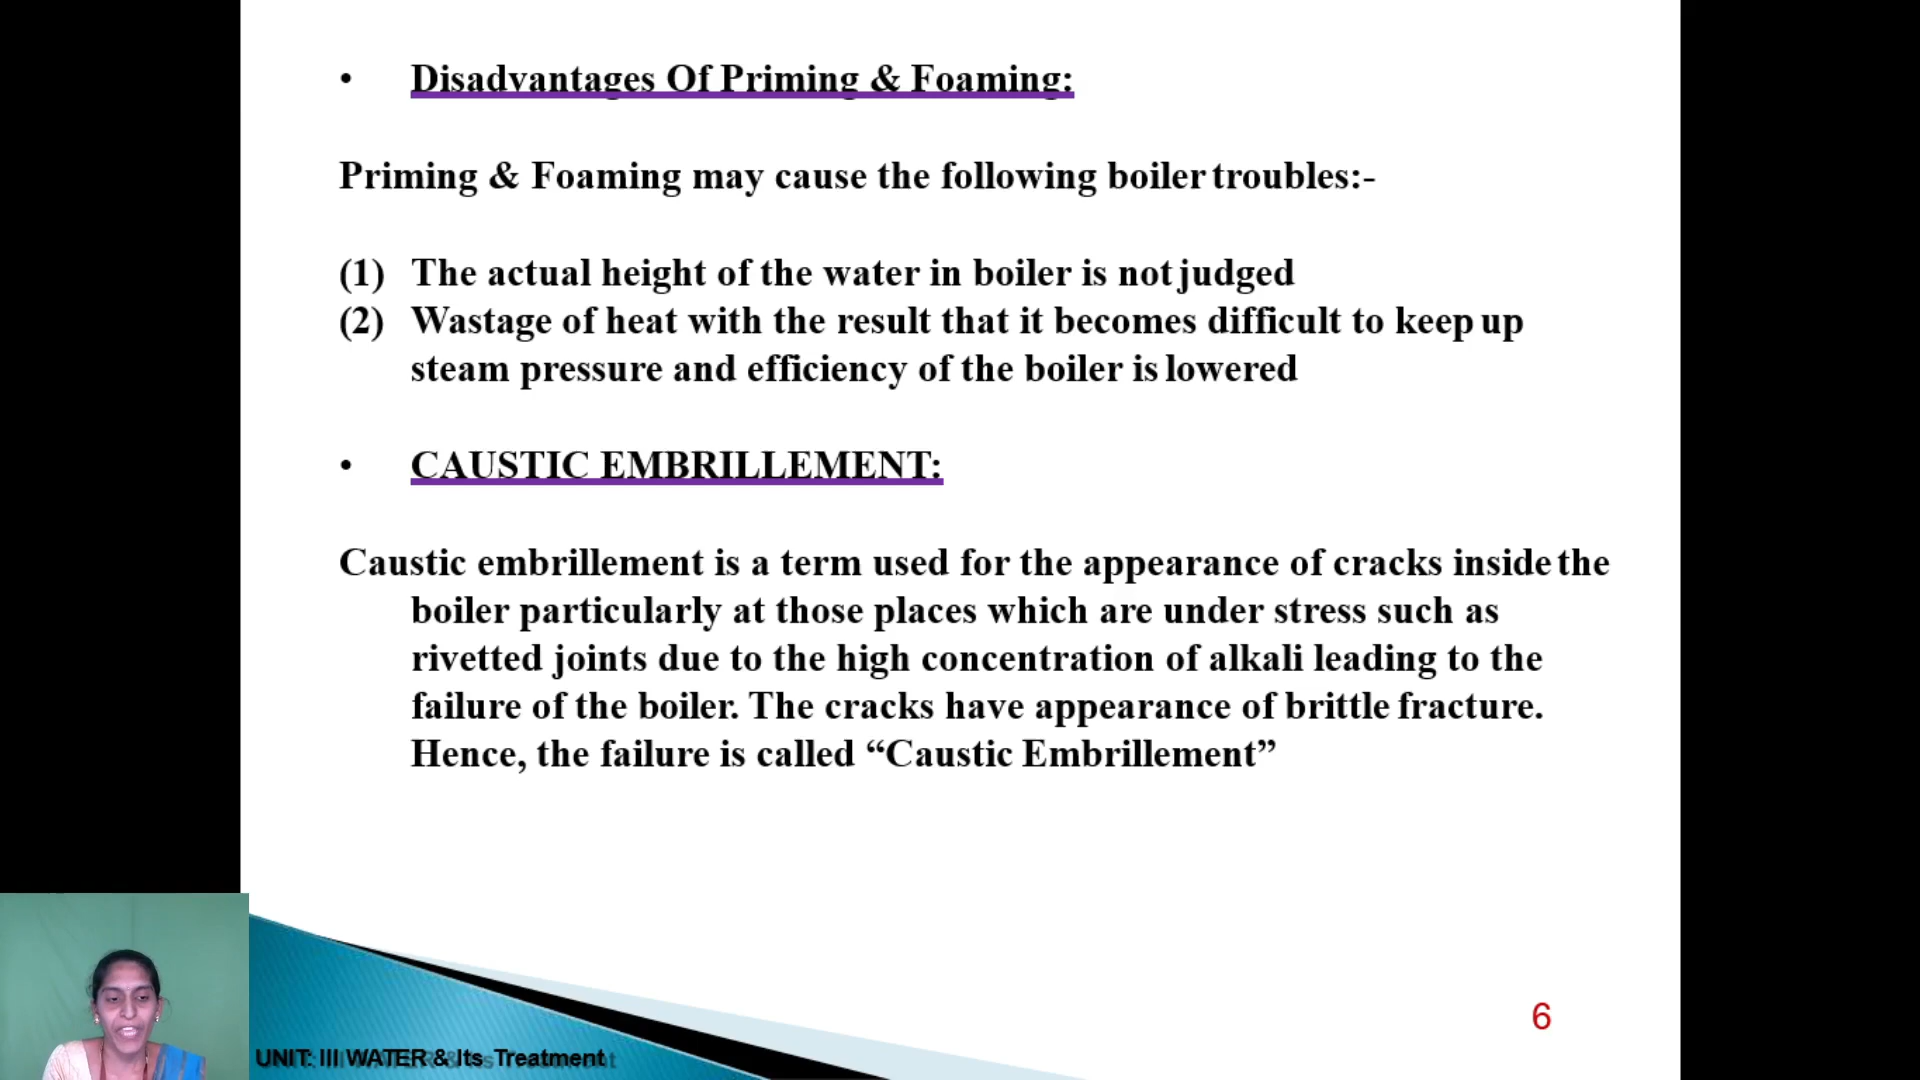 • Disadvantages Of Priming & Foaming:
Priming & Foaming may cause the following boiler troubles:-
(1) The actual height of the water in boiler is not judged
(2) Wastage of heat with the result that it becomes difficult to keep up
steam pressure and efficiency of the boiler is lowered
• CAUSTIC EMBRILLEMENT:
Caustic embrillement is a term used for the appearance of cracks inside the
boiler particularly at those places which are under stress such as
rivetted joints due to the high concentration of alkali leading to the
failure of the boiler. The cracks have appearance of brittle fracture.
Hence, the failure is called “Caustic Embrillement”
6
UNIT: III WATER & Its Treatment